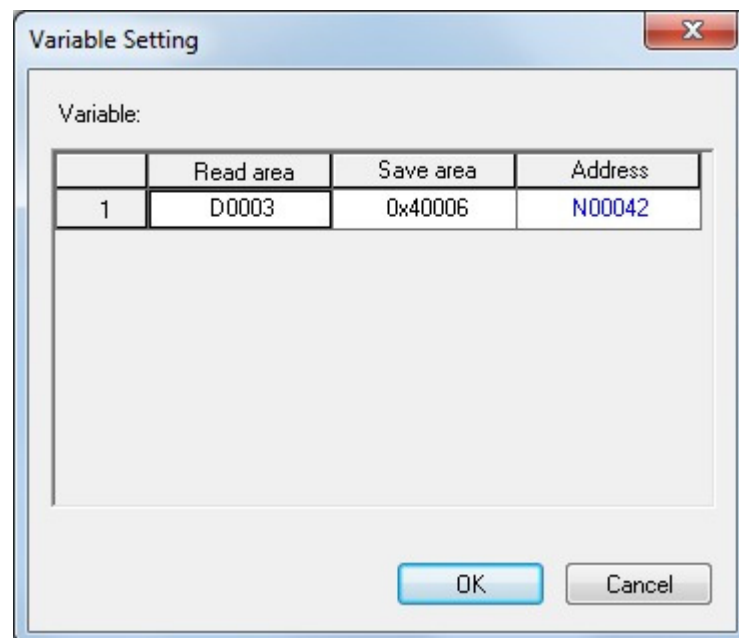 Variable Setting
Variable:
Read area Save area Address
1 D0003 0x40006 N00042
OK Cancel